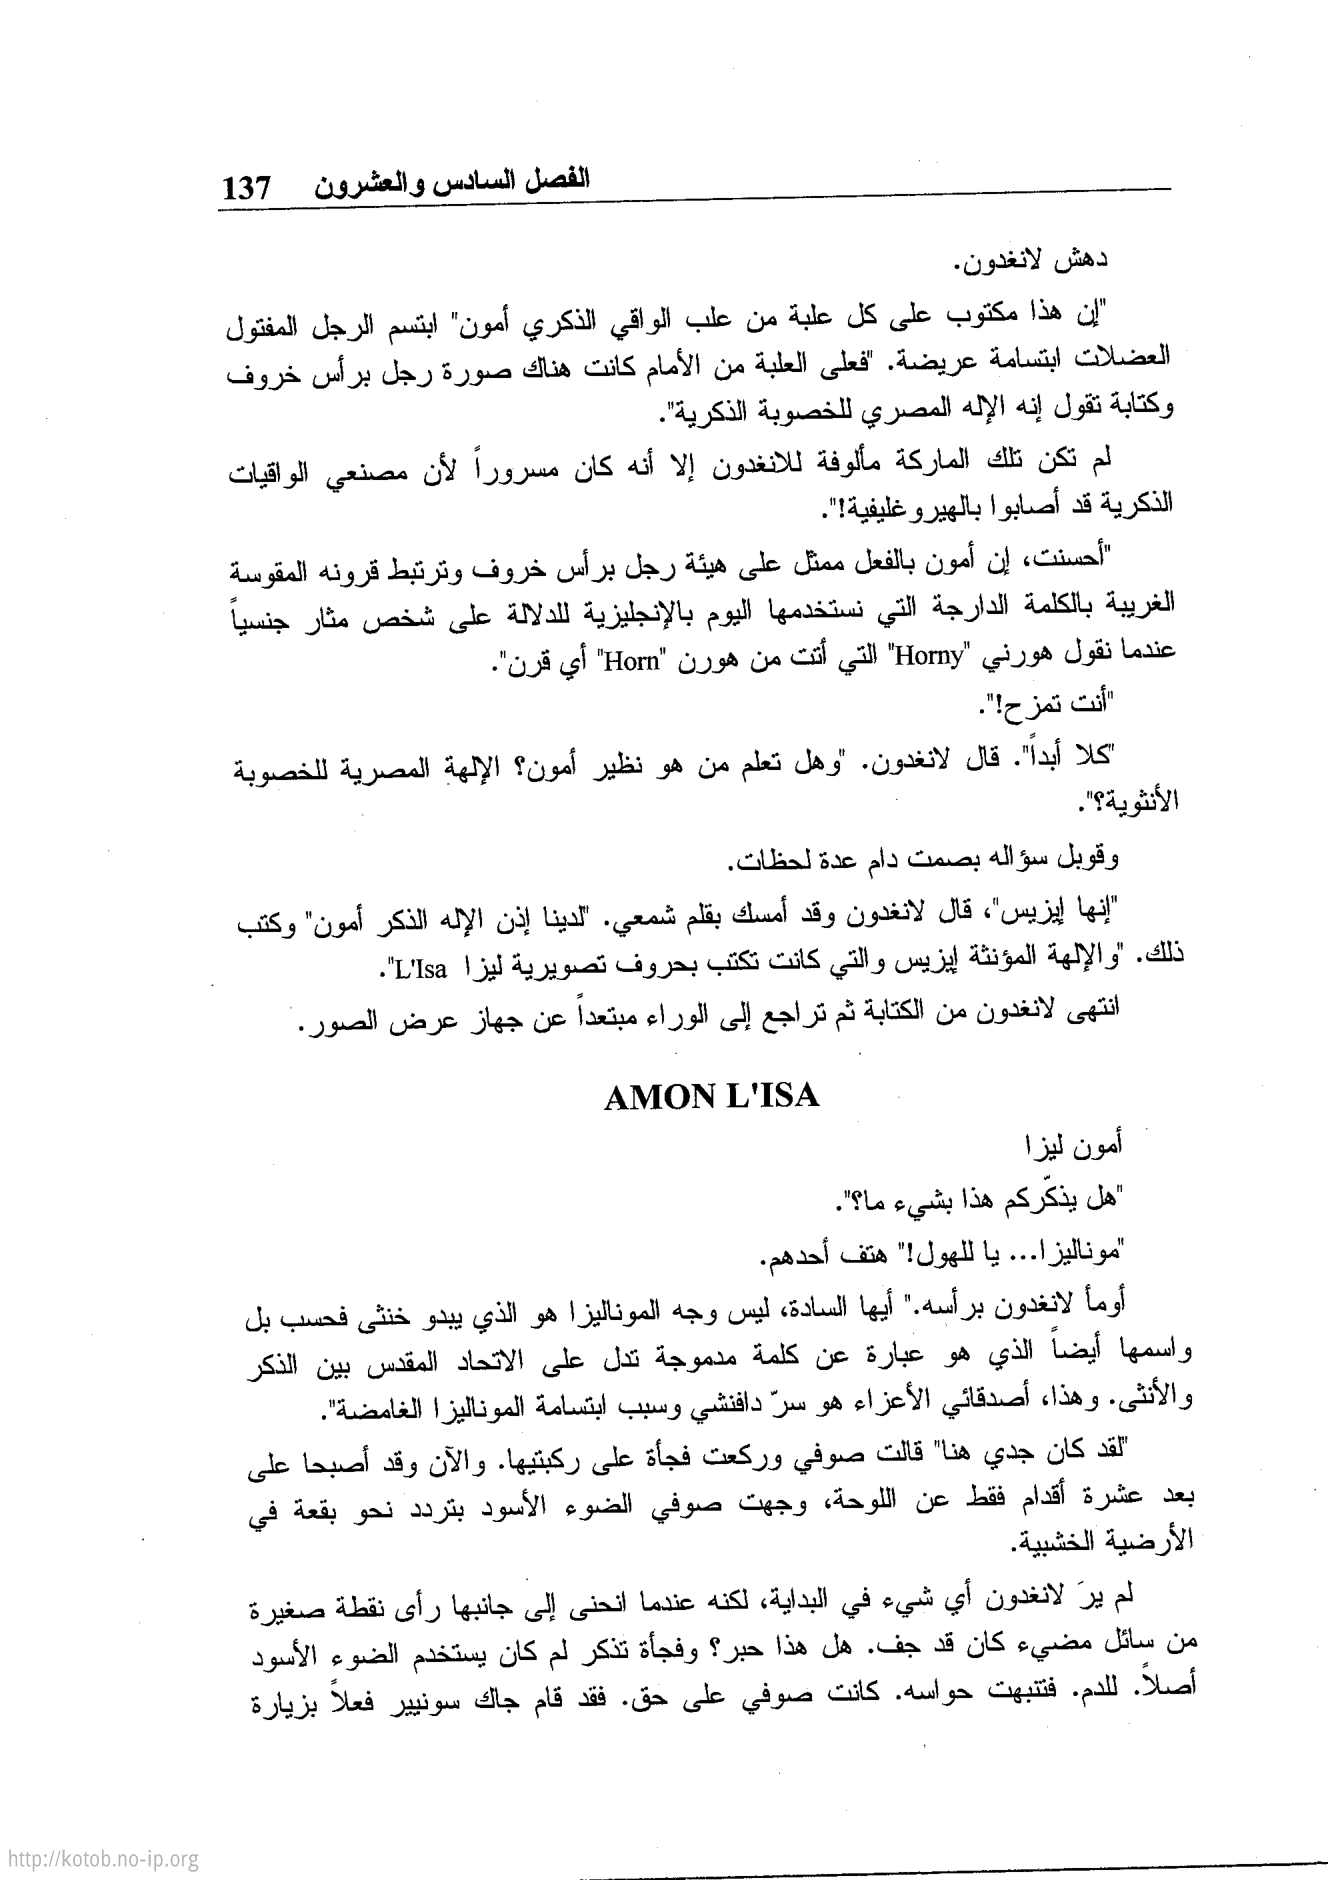 الفصل السادس والعشرون 137
دهش لانغدون.
"إن هذا مكتوب على كل علبة من علب الواقي الذكري أمون" ابتسم الرجل المفتول
العضلات ابتسامة عريضة. "فعلى العلبة من الأمام كانت هناك صورة رجل برأس خروف
وكتابة تقول إنه الإله المصري للخصوبة الذكرية".
لم تكن تلك الماركة مألوفة للانغدون إلا أنه كان مسروراً لأن مصنعي الواقيات
الذكرية قد أصابوا بالهيروغليفية!".
"أحسنت، إن أمون بالفعل ممثل على هيئة رجل برأس خروف وترتبط قرونه المقوسة
الغريبة بالكلمة الدارجة التي نستخدمها اليوم بالإنجليزية للدلالة على شخص مثار جنسياً
عندما نقول هورني "Horny" التي أتت من هورن "Horn" أي قرن".
"أنت تمزح!".
"كلا أبداً". قال لانغدون. "وهل تعلم من هو نظير أمون؟ الإلهة المصرية للخصوبة
الأنثوية؟".
وقوبل سؤاله بصمت دام عدة لحظات.
"إنها إيزيس"، قال لانغدون وقد أمسك بقلم شمعي. "لدينا إذن الإله الذكر أمون" وكتب
ذلك. "والإلهة المؤنثة إيزيس والتي كانت تكتب بحروف تصويرية ليزا L'Isa".
انتهى لانغدون من الكتابة ثم تراجع إلى الوراء مبتعداً عن جهاز عرض الصور.
AMON L'ISA
أمون ليزا
"هل يذكّركم هذا بشيء ما؟".
"موناليزا... يا للهول!" هتف أحدهم.
أومأ لانغدون برأسه." أيها السادة، ليس وجه الموناليزا هو الذي يبدو خنثى فحسب بل
واسمها أيضاً الذي هو عبارة عن كلمة مدموجة تدل على الاتحاد المقدس بين الذكر
والأنثى. وهذا، أصدقائي الأعزاء هو سرّ دافنشي وسبب ابتسامة الموناليزا الغامضة".
"لقد كان جدي هنا" قالت صوفي وركعت فجأة على ركبتيها. والآن وقد أصبحا على
بعد عشرة أقدام فقط عن اللوحة، وجهت صوفي الضوء الأسود بتردد نحو بقعة في
الأرضية الخشبية.
لم يرَ لانغدون أي شيء في البداية، لكنه عندما انحنى إلى جانبها رأى نقطة صغيرة
من سائل مضيء كان قد جف. هل هذا حبر؟ وفجأة تذكر لم كان يستخدم الضوء الأسود
أصلاً. للدم. فتنبهت حواسه. كانت صوفي على حق. فقد قام جاك سونيير فعلاً بزيارة
http://kotob.no-ip.org